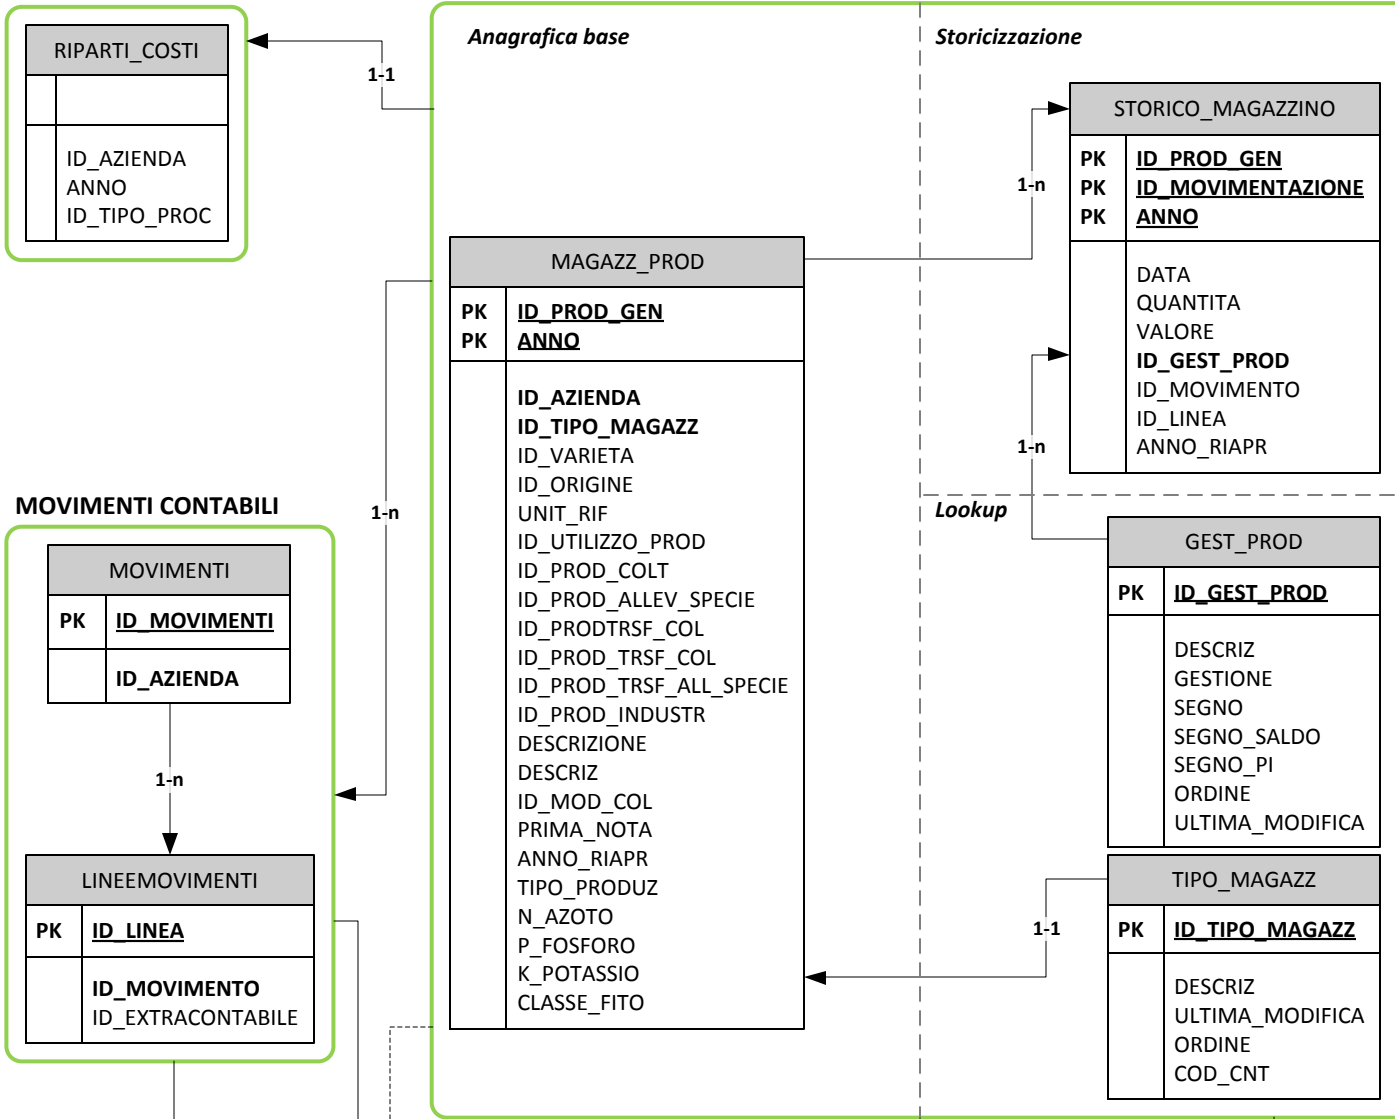 RIPARTI_COSTI
ID_AZIENDA
ANNO
ID_TIPO_PROC
1-1
Anagrafica base
Storicizzazione
STORICO_MAGAZZINO
PK ID_PROD_GEN
PK ID_MOVIMENTAZIONE
PK ANNO
DATA
QUANTITA
VALORE
ID_GEST_PROD
ID_MOVIMENTO
ID_LINEA
ANNO_RIAPR
1-n
MAGAZZ_PROD
PK ID_PROD_GEN
PK ANNO
ID_AZIENDA
ID_TIPO_MAGAZZ
ID_VARIETA
ID_ORIGINE
UNIT_RIF
ID_UTILIZZO_PROD
ID_PROD_COLT
ID_PROD_ALLEV_SPECIE
ID_PRODTRSF_COL
ID_PROD_TRSF_COL
ID_PROD_TRSF_ALL_SPECIE
ID_PROD_INDUSTR
DESCRIZIONE
DESCRIZ
ID_MOD_COL
PRIMA_NOTA
ANNO_RIAPR
TIPO_PRODUZ
N_AZOTO
P_FOSFORO
K_POTASSIO
CLASSE_FITO
1-n
1-n
MOVIMENTI CONTABILI
MOVIMENTI
PK ID_MOVIMENTI
ID_AZIENDA
1-n
LINEEMOVIMENTI
PK ID_LINEA
ID_MOVIMENTO
ID_EXTRACONTABILE
Lookup
GEST_PROD
PK ID_GEST_PROD
DESCRIZ
GESTIONE
SEGNO
SEGNO_SALDO
SEGNO_PI
ORDINE
ULTIMA_MODIFICA
TIPO_MAGAZZ
PK ID_TIPO_MAGAZZ
DESCRIZ
ULTIMA_MODIFICA
ORDINE
COD_CNT
1-1